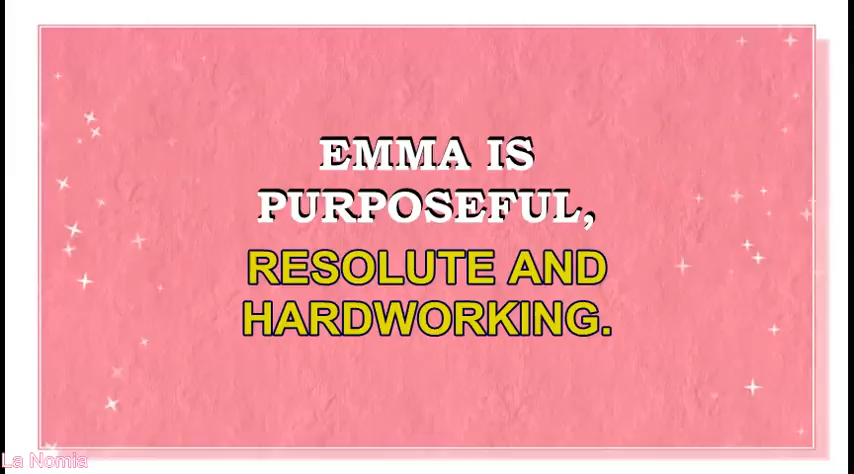 EMMA IS
PURPOSEFUL,
RESOLUTE AND
HARDWORKING.
La Nomia